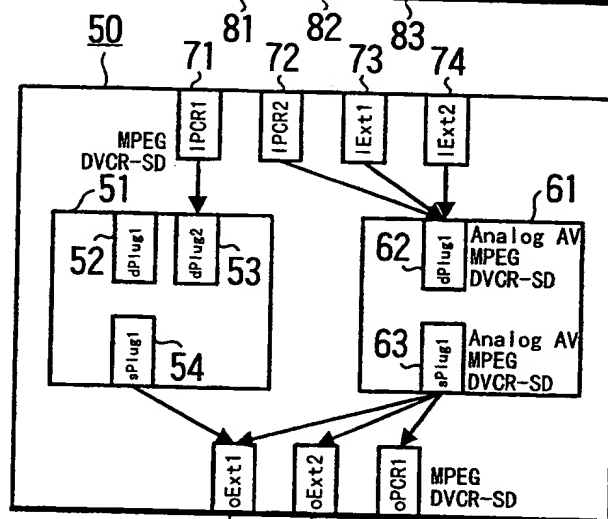 81 82 83
50 71 72 73 74
IPCR1 IPCR2 IExt1 IExt2
MPEG
DVCR-SD
51 61
52 dPlug1 dPlug2 53
62 dPlug1 Analog AV
MPEG
DVCR-SD
sPlug1 54
63 sPlug1 Analog AV
MPEG
DVCR-SD
oExt1 oExt2 oPCR1 MPEG
DVCR-SD